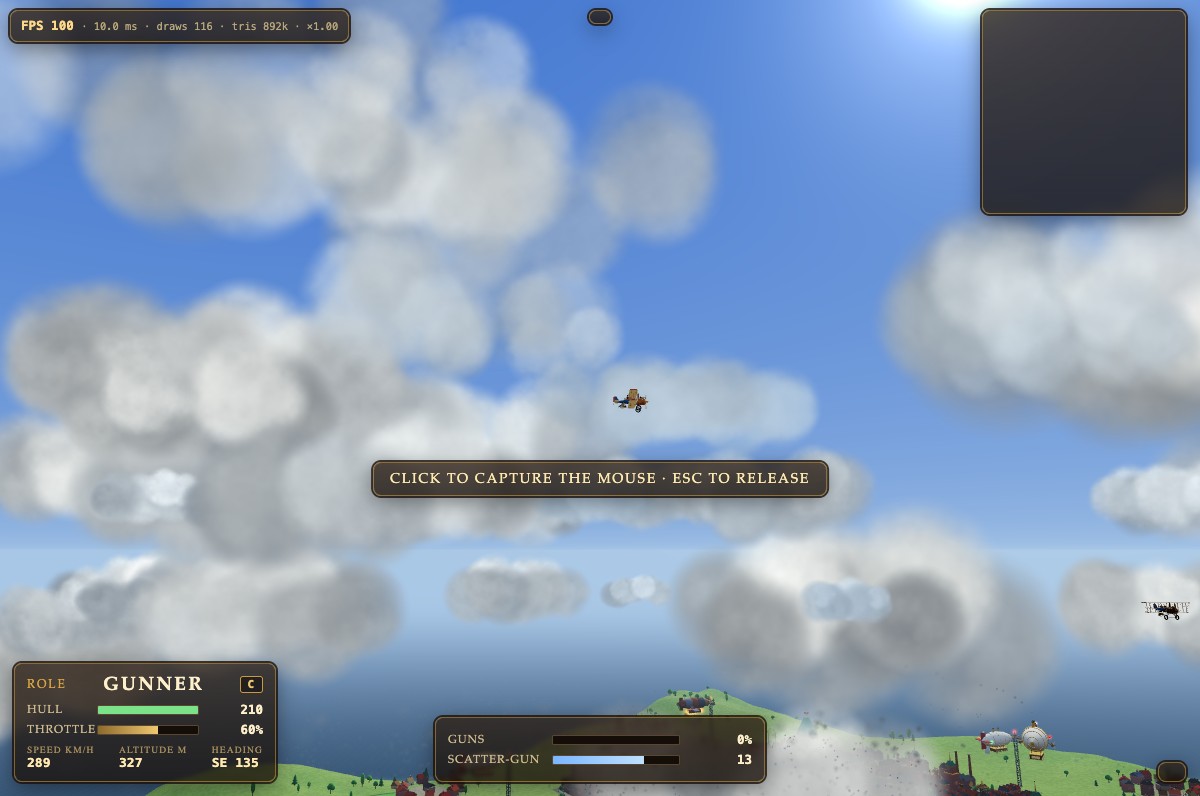 FPS 100 · 10.0 ms · draws 116 · tris 892k · ×1.00
CLICK TO CAPTURE THE MOUSE · ESC TO RELEASE
ROLE GUNNER C
HULL 210
THROTTLE 60%
SPEED KM/H ALTITUDE M HEADING
289 327 SE 135
GUNS 0%
SCATTER-GUN 13